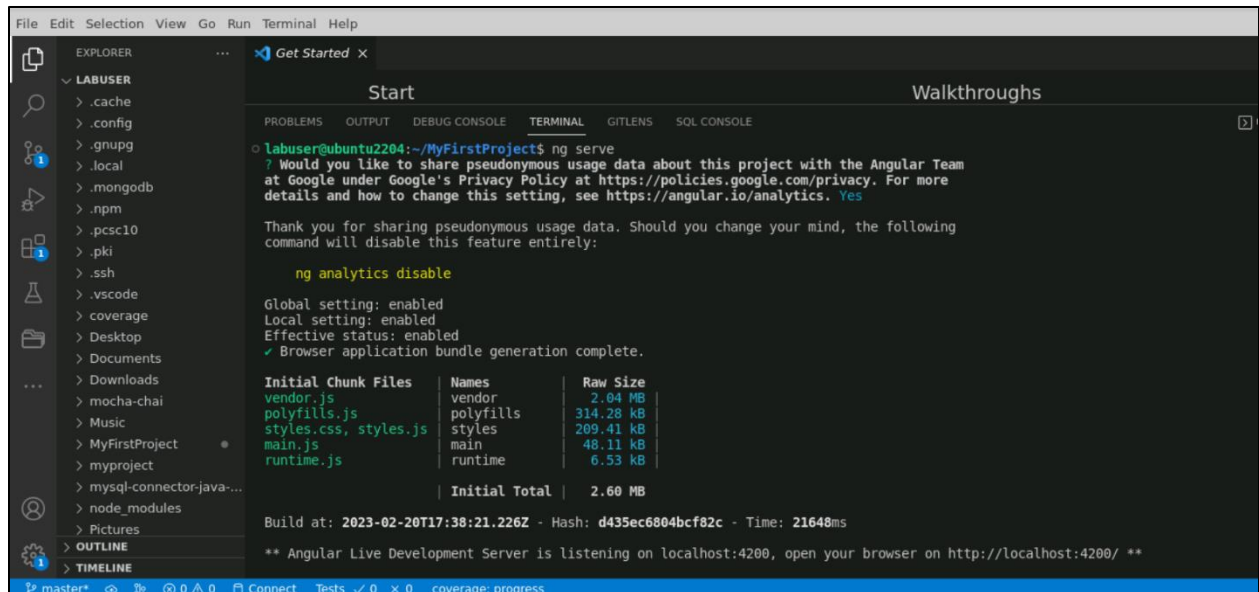 File Edit Selection View Go Run Terminal Help
EXPLORER ...
Get Started ×
LABUSER
> .cache
> .config
> .gnupg
> .local
> .mongodb
> .npm
> .pcsc10
> .pki
> .ssh
> .vscode
> coverage
> Desktop
> Documents
> Downloads
> mocha-chai
> Music
> MyFirstProject
> myproject
> mysql-connector-java-...
> node_modules
> Pictures
> OUTLINE
> TIMELINE
1
1
1
Start Walkthroughs
PROBLEMS OUTPUT DEBUG CONSOLE TERMINAL GITLENS SQL CONSOLE
labuser@ubuntu2204:~/MyFirstProject$ ng serve
? Would you like to share pseudonymous usage data about this project with the Angular Team
at Google under Google's Privacy Policy at https://policies.google.com/privacy. For more
details and how to change this setting, see https://angular.io/analytics. Yes
Thank you for sharing pseudonymous usage data. Should you change your mind, the following
command will disable this feature entirely:
ng analytics disable
Global setting: enabled
Local setting: enabled
Effective status: enabled
✔ Browser application bundle generation complete.
Initial Chunk Files | Names | Raw Size
vendor.js | vendor | 2.04 MB |
polyfills.js | polyfills | 314.28 kB |
styles.css, styles.js | styles | 209.41 kB |
main.js | main | 48.11 kB |
runtime.js | runtime | 6.53 kB |
| Initial Total | 2.60 MB
Build at: 2023-02-20T17:38:21.226Z - Hash: d435ec6804bcf82c - Time: 21648ms
** Angular Live Development Server is listening on localhost:4200, open your browser on http://localhost:4200/ **
master* 0 0 Connect Tests ✓ 0 × 0 coverage: progress